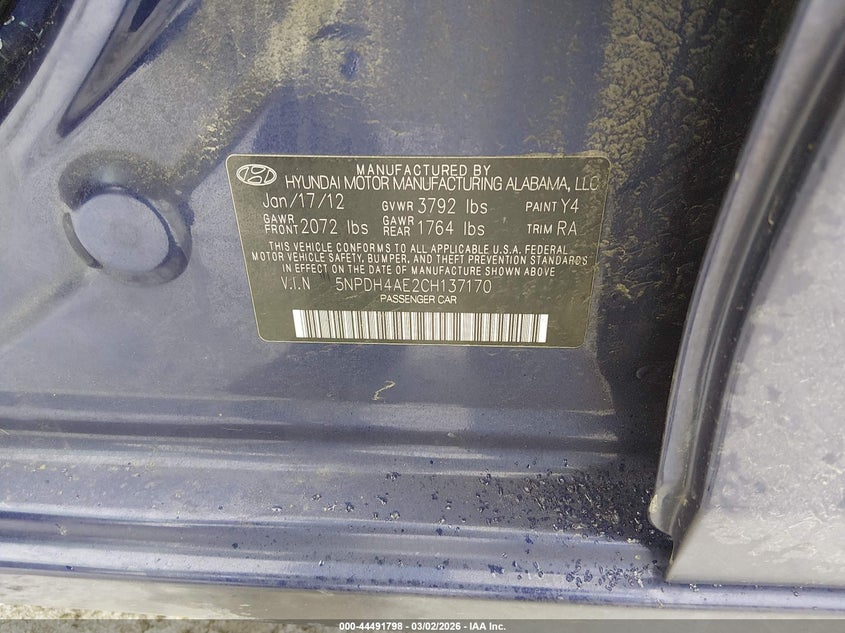 MANUFACTURED BY
HYUNDAI MOTOR MANUFACTURING ALABAMA, LLC
Jan/17/12 GVWR 3792 lbs PAINT Y4
GAWR FRONT 2072 lbs GAWR REAR 1764 lbs TRIM RA
THIS VEHICLE CONFORMS TO ALL APPLICABLE U.S.A. FEDERAL
MOTOR VEHICLE SAFETY, BUMPER, AND THEFT PREVENTION STANDARDS
IN EFFECT ON THE DATE OF MANUFACTURE SHOWN ABOVE
V.I.N 5NPDH4AE2CH137170
PASSENGER CAR
000-44491798 - 03/02/2026 - IAA Inc.